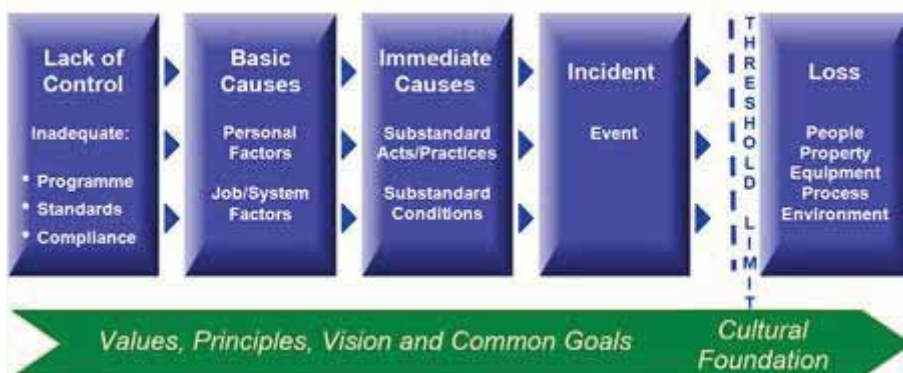 Lack of
Control
Inadequate:
• Programme
• Standards
• Compliance
Basic
Causes
Personal
Factors
Job/System
Factors
Immediate
Causes
Substandard
Acts/Practices
Substandard
Conditions
Incident
Event
THRESHOLD LIMIT
Loss
People
Property
Equipment
Process
Environment
Values, Principles, Vision and Common Goals
Cultural
Foundation